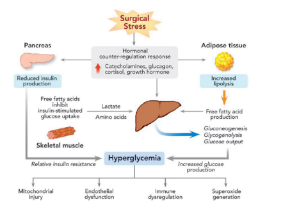 Surgical
Stress
Pancreas
Hormonal
counter-regulation response
Catecholamines, glucagon,
cortisol, growth hormone
Adipose tissue
Reduced insulin
production
Increased
lipolysis
Free fatty acids
inhibit
insulin-stimulated
glucose uptake
Lactate
Amino acids
Free fatty acid
production
Gluconeogenesis
Glycogenolysis
Glucose output
Skeletal muscle
Relative insulin resistance
Hyperglycemia
Increased glucose
production
Mitochondrial
injury
Endothelial
dysfunction
Immune
dysregulation
Superoxide
generation